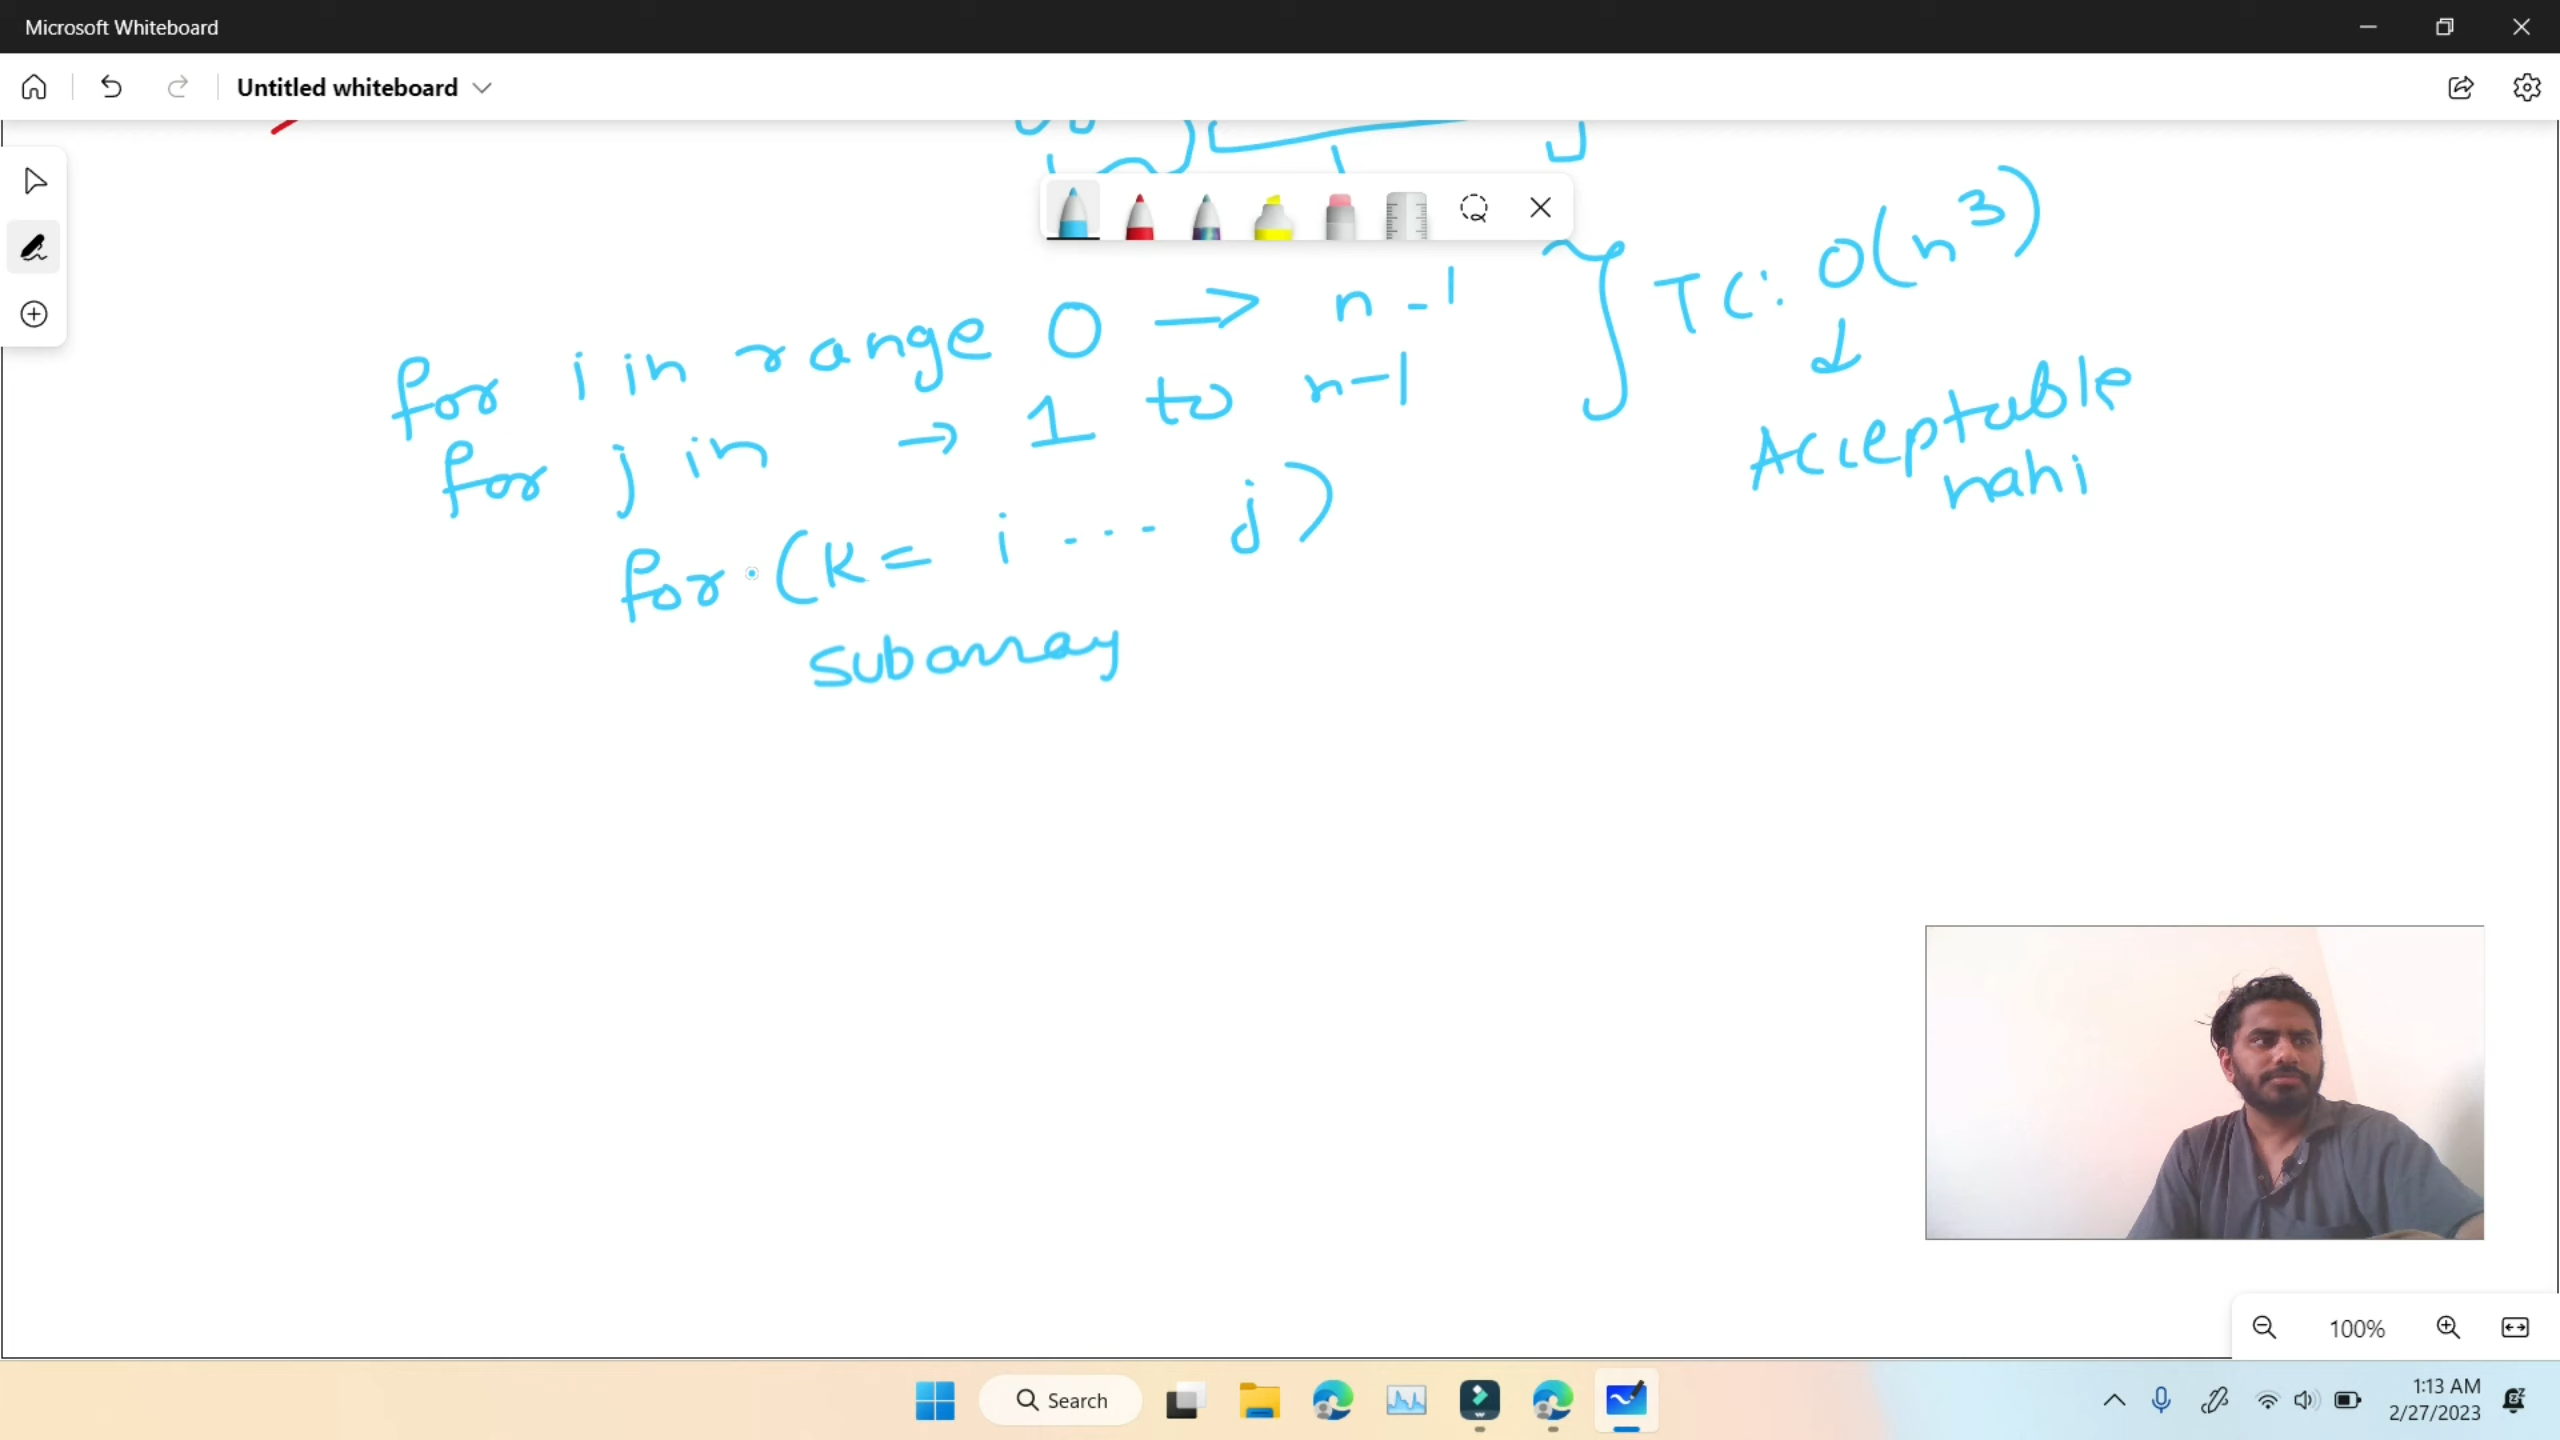 Microsoft Whiteboard
Untitled whiteboard
for i in range 0 → n-1
for j in → 1 to n-1
for (k = i ... j)
subarray
TC: O(n³)
↓
Acceptable
nahi
100%
Search
1:13 AM
2/27/2023